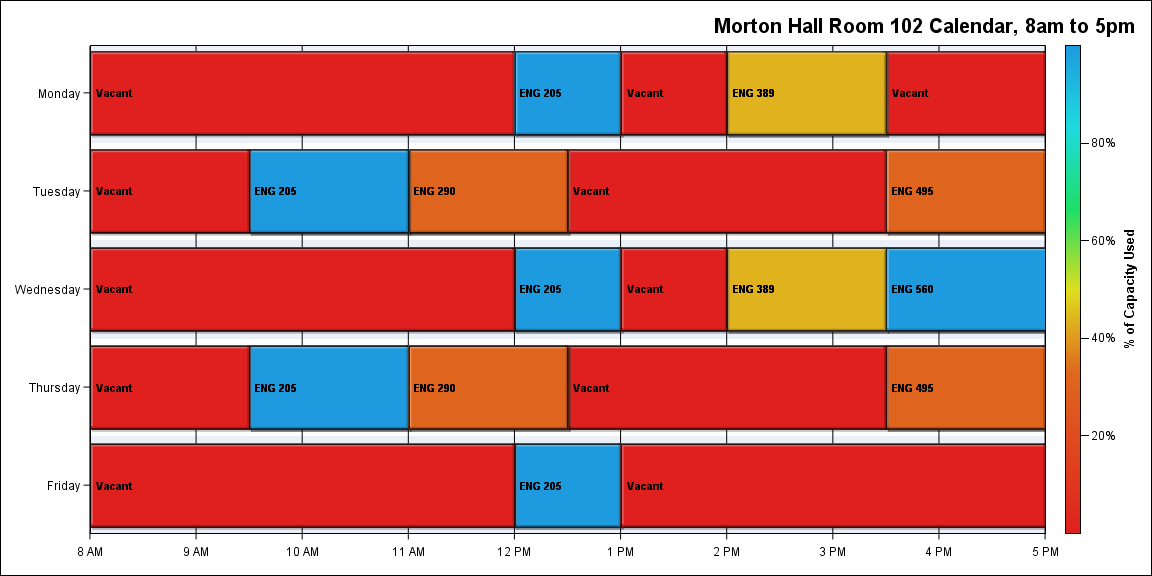 Morton Hall Room 102 Calendar, 8am to 5pm
Monday
Vacant
ENG 205
Vacant
ENG 389
Vacant
Tuesday
Vacant
ENG 205
ENG 290
Vacant
ENG 495
Wednesday
Vacant
ENG 205
Vacant
ENG 389
ENG 560
Thursday
Vacant
ENG 205
ENG 290
Vacant
ENG 495
Friday
Vacant
ENG 205
Vacant
8 AM
9 AM
10 AM
11 AM
12 PM
1 PM
2 PM
3 PM
4 PM
5 PM
80%
60%
40%
20%
% of Capacity Used